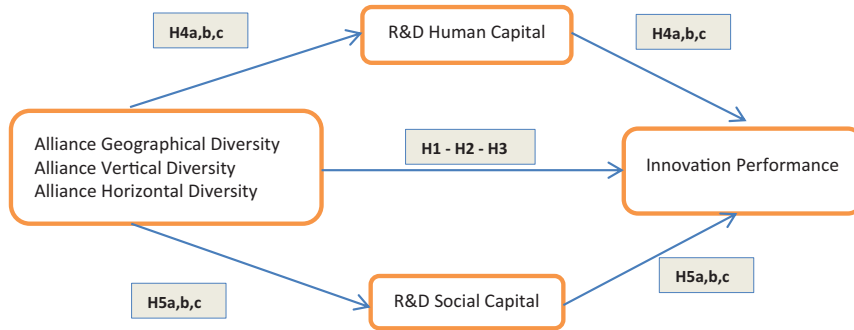 H4a,b,c
R&D Human Capital
H4a,b,c
Alliance Geographical Diversity
Alliance Vertical Diversity
Alliance Horizontal Diversity
H1 - H2 - H3
Innovation Performance
H5a,b,c
R&D Social Capital
H5a,b,c